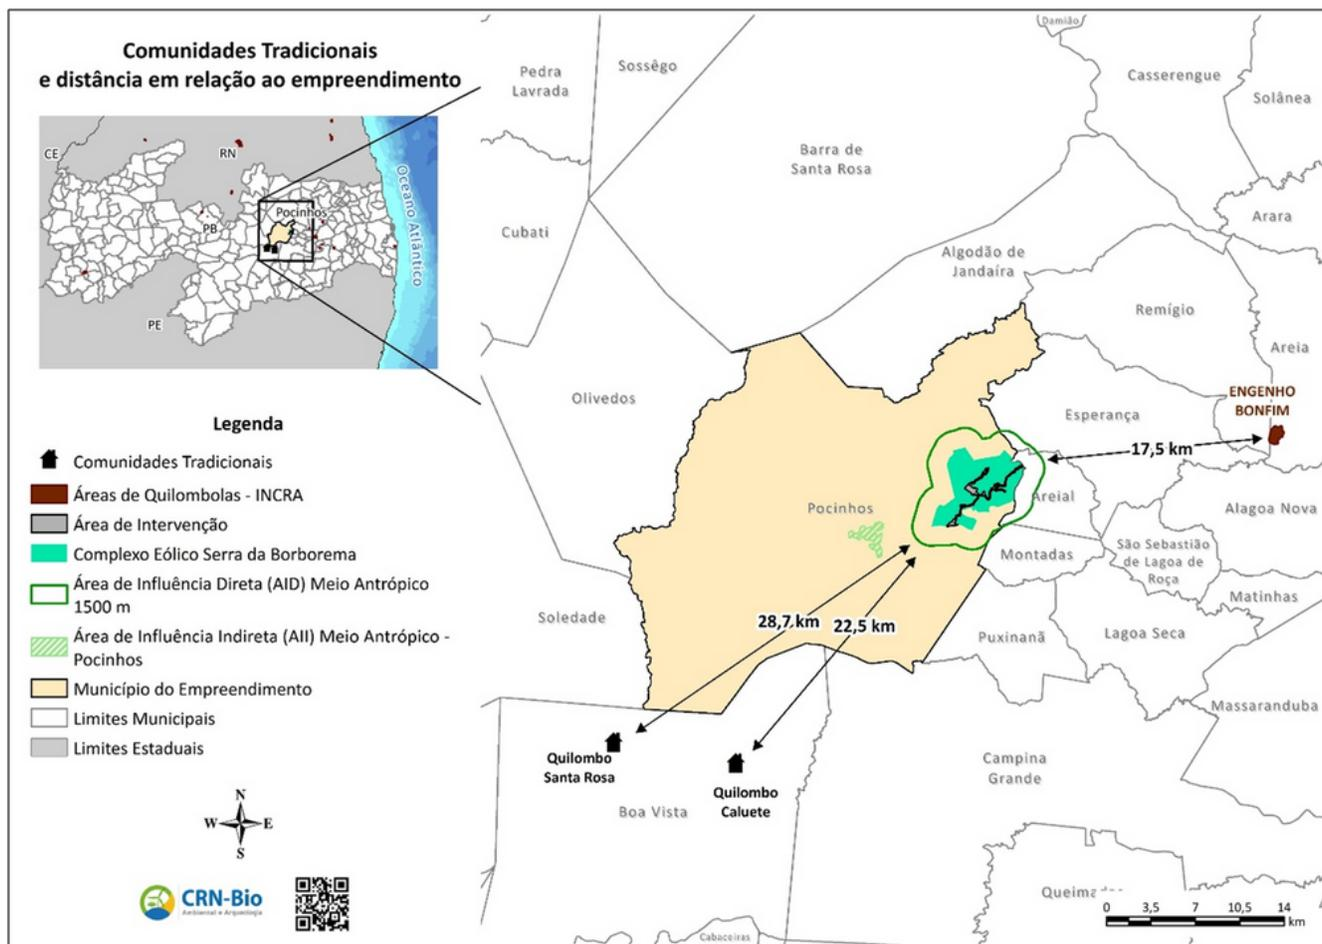 Comunidades Tradicionais
e distância em relação ao empreendimento
CE
RN
PB
Pocinhos
PE
Oceano Atlântico
Legenda
Comunidades Tradicionais
Áreas de Quilombolas - INCRA
Área de Intervenção
Complexo Eólico Serra da Borborema
Área de Influência Direta (AID) Meio Antrópico
1500 m
Área de Influência Indireta (AII) Meio Antrópico -
Pocinhos
Município do Empreendimento
Limites Municipais
Limites Estaduais
N
W
E
S
CRN-Bio
Ambiental e Arqueologia
Damião
Pedra
Lavrada
Sossêgo
Casserengue
Solânea
Barra de
Santa Rosa
Arara
Cubati
Algodão de
Jandaíra
Remígio
Areia
Olivedos
ENGENHO
BONFIM
Esperança
17,5 km
Pocinhos
Areial
Alagoa Nova
Montadas
São Sebastião
de Lagoa de
Roça
Matinhas
Soledade
28,7 km
22,5 km
Puxinanã
Lagoa Seca
Massaranduba
Quilombo
Santa Rosa
Quilombo
Caluete
Boa Vista
Campina
Grande
Cabaceiras
0 3,5 7 10,5 14
km